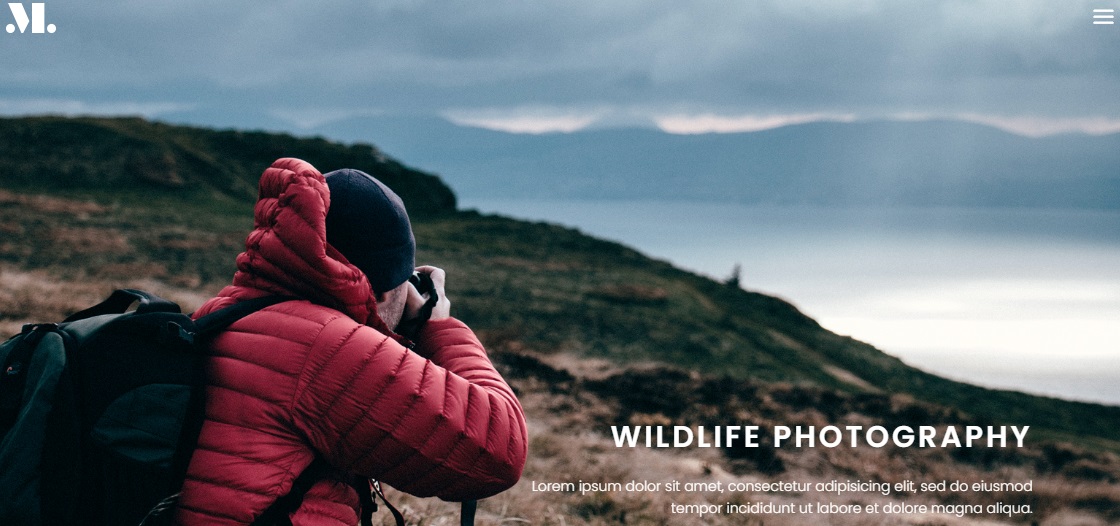 M.
WILDLIFE PHOTOGRAPHY
Lorem ipsum dolor sit amet, consectetur adipisicing elit, sed do eiusmod
tempor incididunt ut labore et dolore magna aliqua.